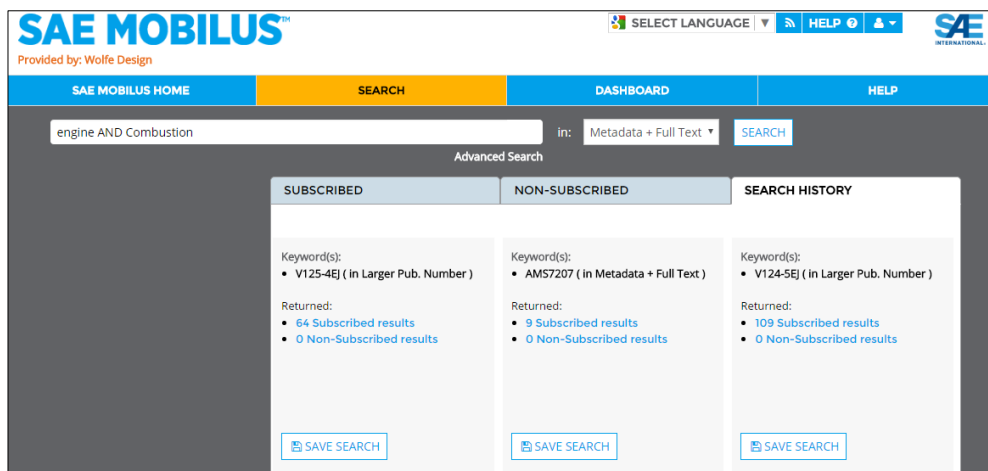 SAE MOBILUS™
SELECT LANGUAGE ▼
HELP
SAE
INTERNATIONAL
Provided by: Wolfe Design
SAE MOBILUS HOME
SEARCH
DASHBOARD
HELP
engine AND Combustion
in:
Metadata + Full Text
SEARCH
Advanced Search
SUBSCRIBED
NON-SUBSCRIBED
SEARCH HISTORY
Keyword(s):
• V125-4EJ ( in Larger Pub. Number )
Returned:
• 64 Subscribed results
• 0 Non-Subscribed results
SAVE SEARCH
Keyword(s):
• AMS7207 ( in Metadata + Full Text )
Returned:
• 9 Subscribed results
• 0 Non-Subscribed results
SAVE SEARCH
Keyword(s):
• V124-5EJ ( in Larger Pub. Number )
Returned:
• 109 Subscribed results
• 0 Non-Subscribed results
SAVE SEARCH